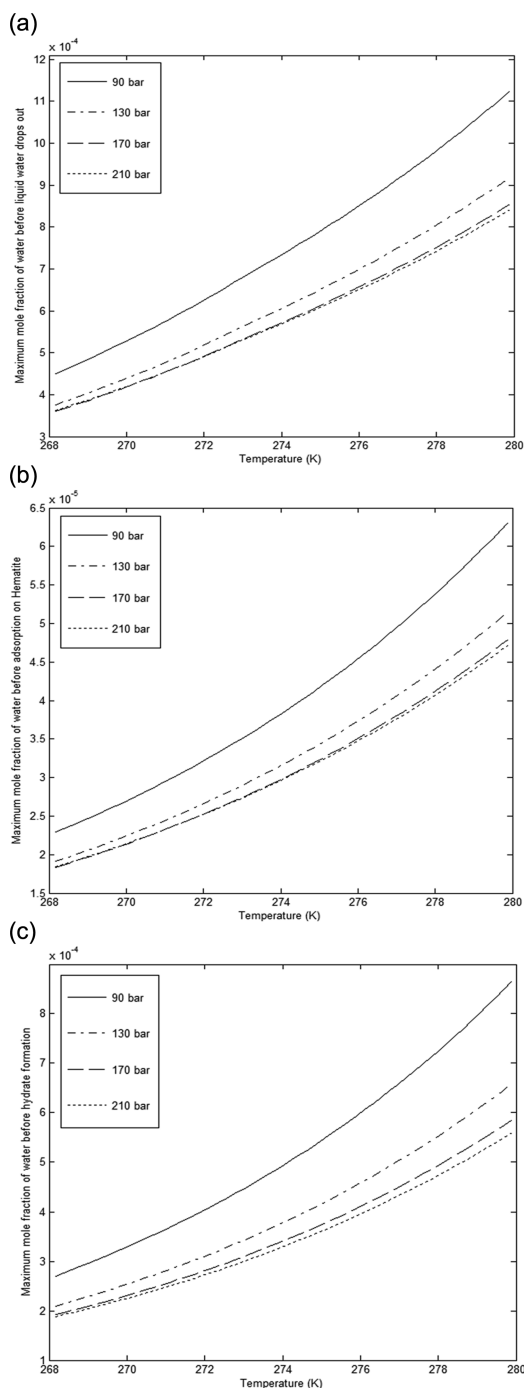 (a)
× 10⁻⁴
12
11
10
9
8
7
6
5
4
3
90 bar
130 bar
170 bar
210 bar
268 270 272 274 276 278 280
Temperature (K)
Maximum mole fraction of water before liquid water drops out
(b)
× 10⁻⁵
6.5
6
5.5
5
4.5
4
3.5
3
2.5
2
1.5
90 bar
130 bar
170 bar
210 bar
268 270 272 274 276 278 280
Temperature (K)
Maximum mole fraction of water before adsorption on Hematite
(c)
× 10⁻⁴
8
7
6
5
4
3
2
1
90 bar
130 bar
170 bar
210 bar
268 270 272 274 276 278 280
Temperature (K)
Maximum mole fraction of water before hydrate formation